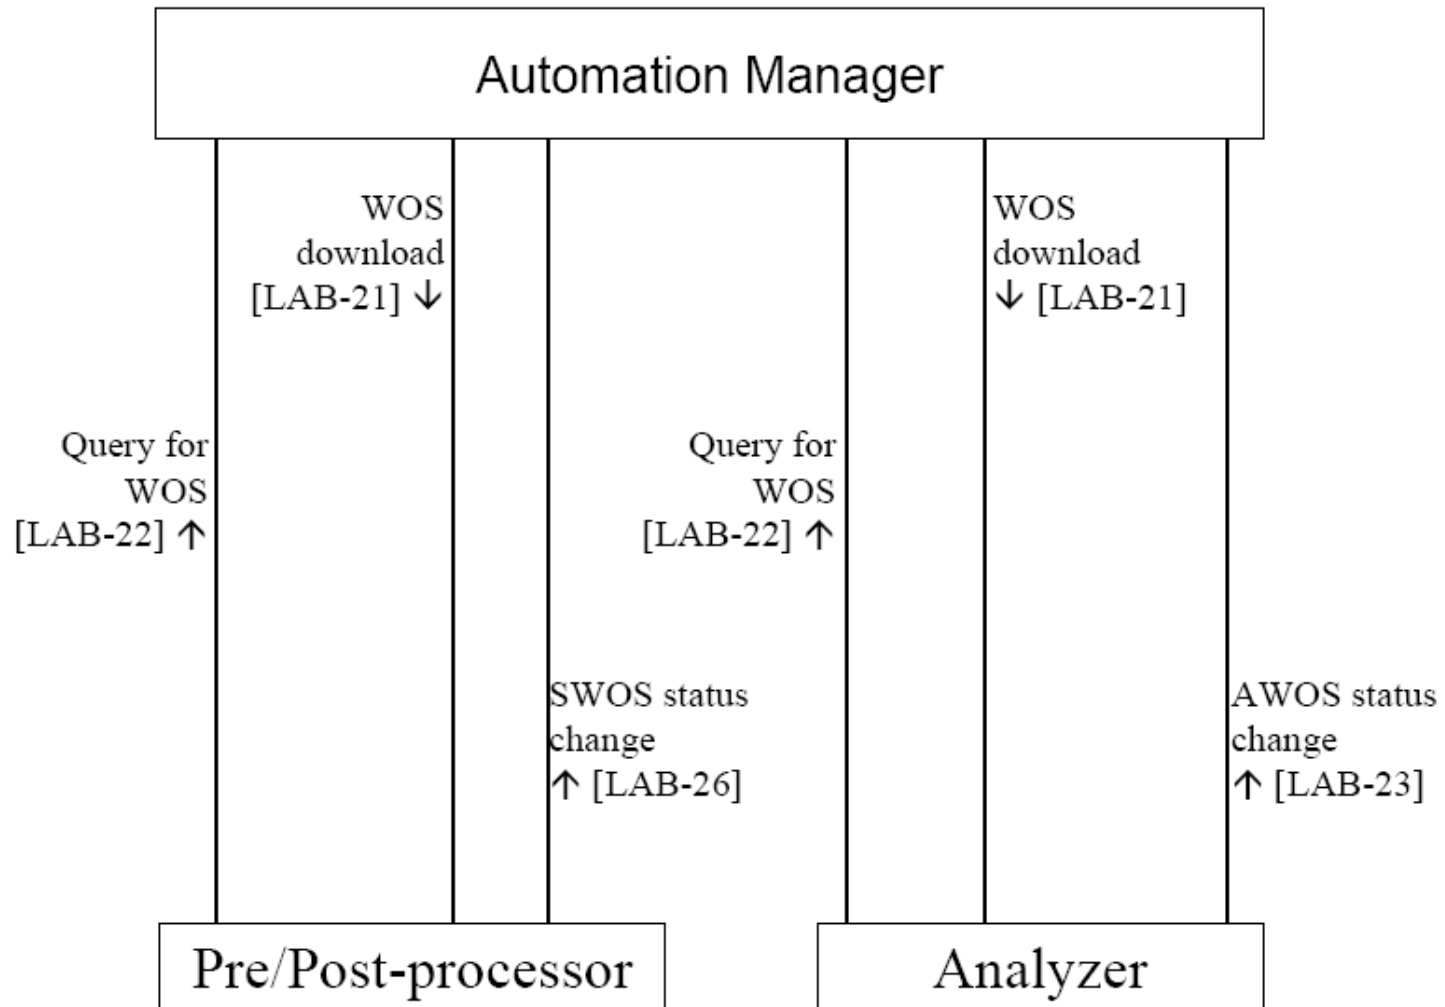 Automation Manager
WOS
download
[LAB-21] ↓
WOS
download
↓ [LAB-21]
Query for
WOS
[LAB-22] ↑
Query for
WOS
[LAB-22] ↑
SWOS status
change
↑ [LAB-26]
AWOS status
change
↑ [LAB-23]
Pre/Post-processor
Analyzer